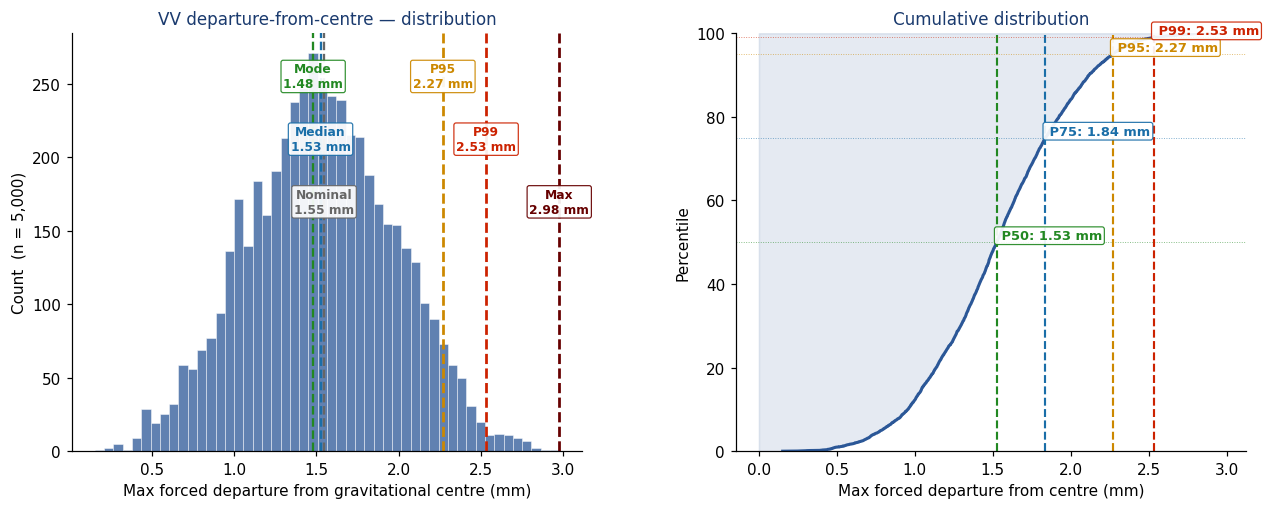 VV departure-from-centre — distribution
Mode
1.48 mm
P95
2.27 mm
Median
1.53 mm
P99
2.53 mm
Nominal
1.55 mm
Max
2.98 mm
Count  (n = 5,000)
250
200
150
100
50
0
0.5
1.0
1.5
2.0
2.5
3.0
Max forced departure from gravitational centre (mm)
Cumulative distribution
P99: 2.53 mm
P95: 2.27 mm
P75: 1.84 mm
P50: 1.53 mm
Percentile
100
80
60
40
20
0
0.0
0.5
1.0
1.5
2.0
2.5
3.0
Max forced departure from centre (mm)